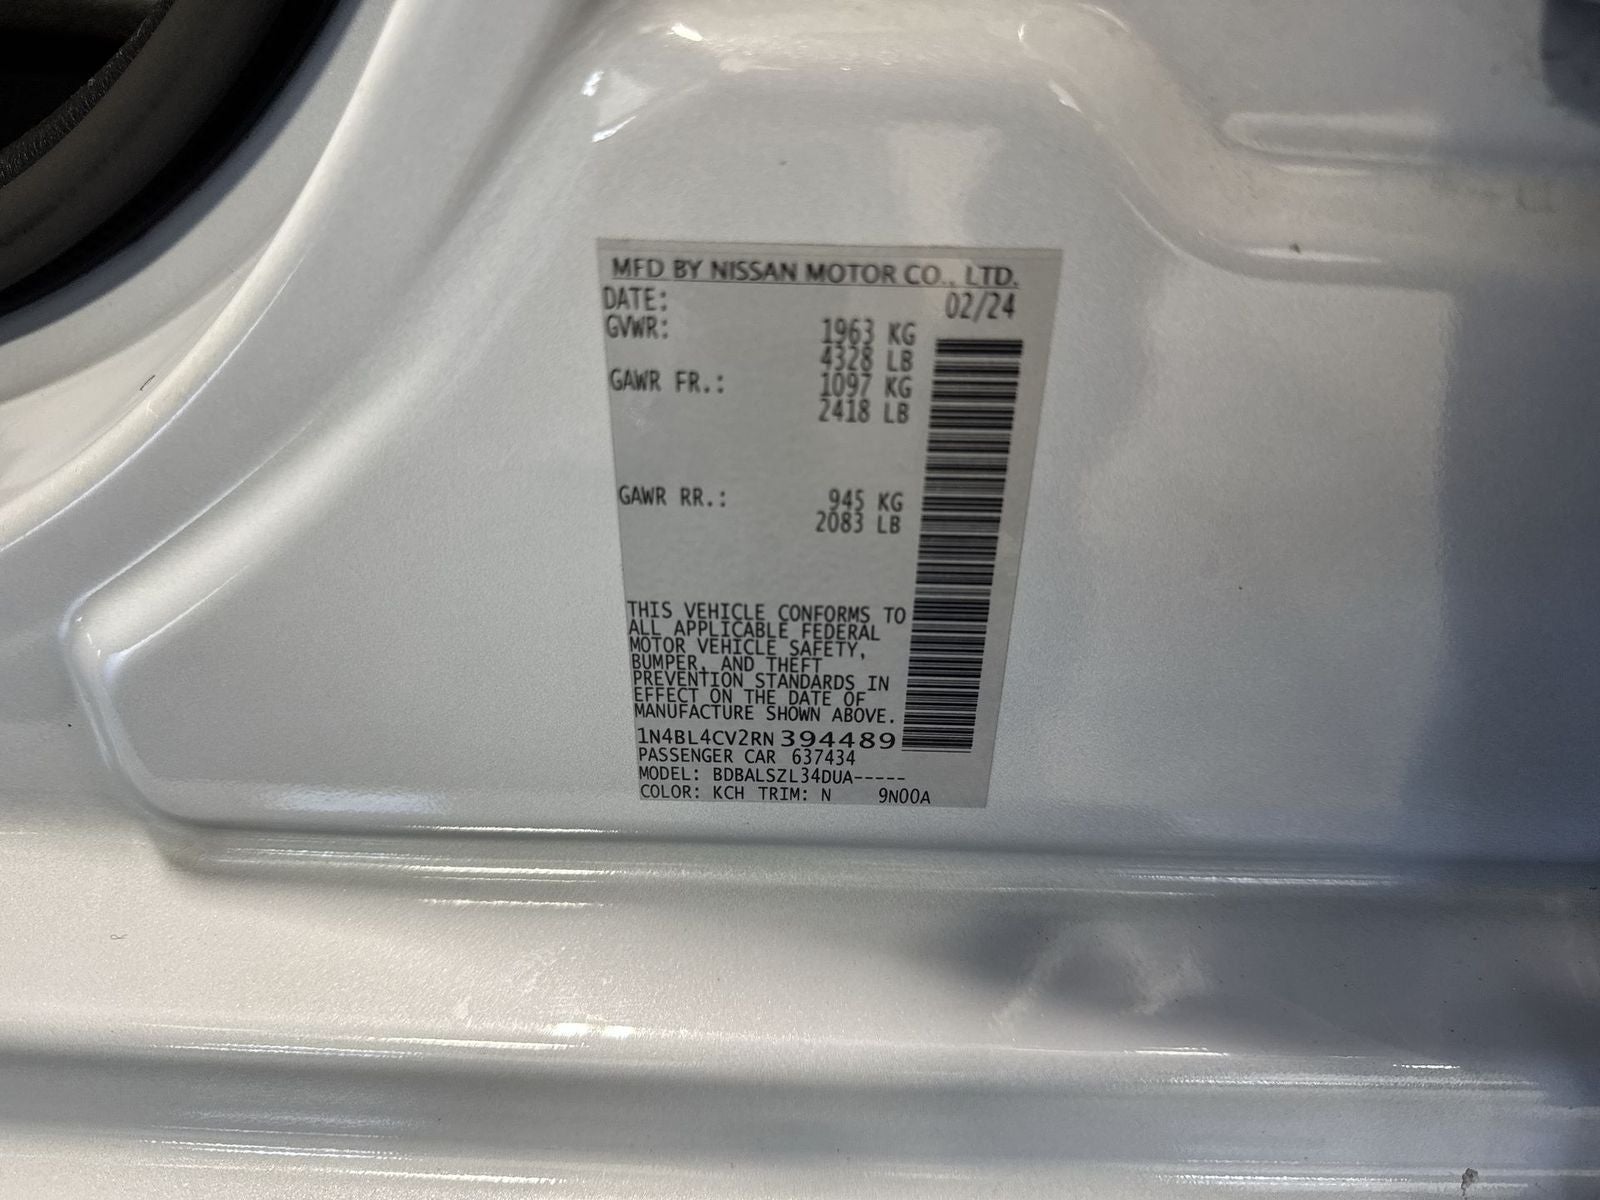 MFD BY NISSAN MOTOR CO., LTD.
DATE: 02/24
GVWR: 1963 KG
4328 LB
GAWR FR.: 1097 KG
2418 LB
GAWR RR.: 945 KG
2083 LB
THIS VEHICLE CONFORMS TO
ALL APPLICABLE FEDERAL
MOTOR VEHICLE SAFETY,
BUMPER, AND THEFT
PREVENTION STANDARDS IN
EFFECT ON THE DATE OF
MANUFACTURE SHOWN ABOVE.
1N4BL4CV2RN 394489
PASSENGER CAR 637434
MODEL: BDBALSZL34DUA-----
COLOR: KCH TRIM: N 9N00A